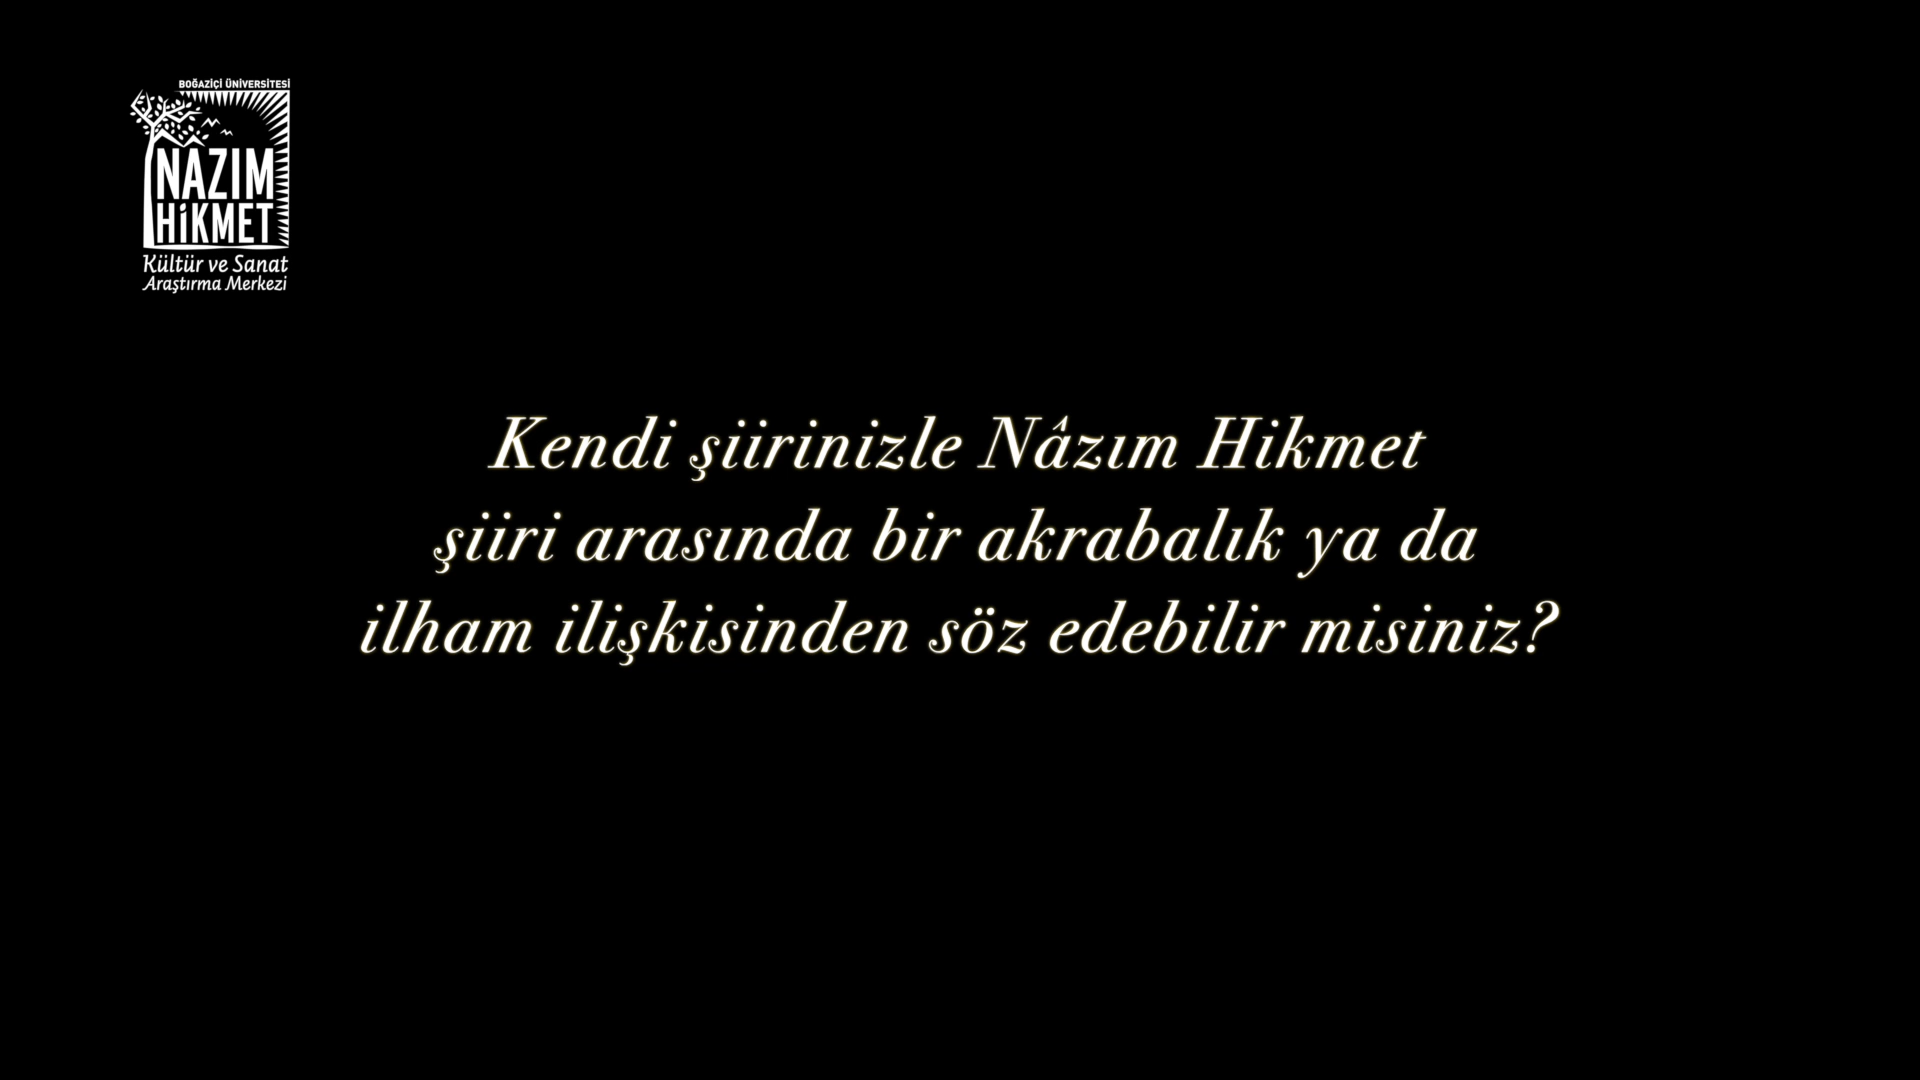 BOĞAZİÇİ ÜNİVERSİTESİ
NÂZIM
HİKMET
Kültür ve Sanat
Araştırma Merkezi
Kendi şiirinizle Nâzım Hikmet
şiiri arasında bir akrabalık ya da
ilham ilişkisinden söz edebilir misiniz?